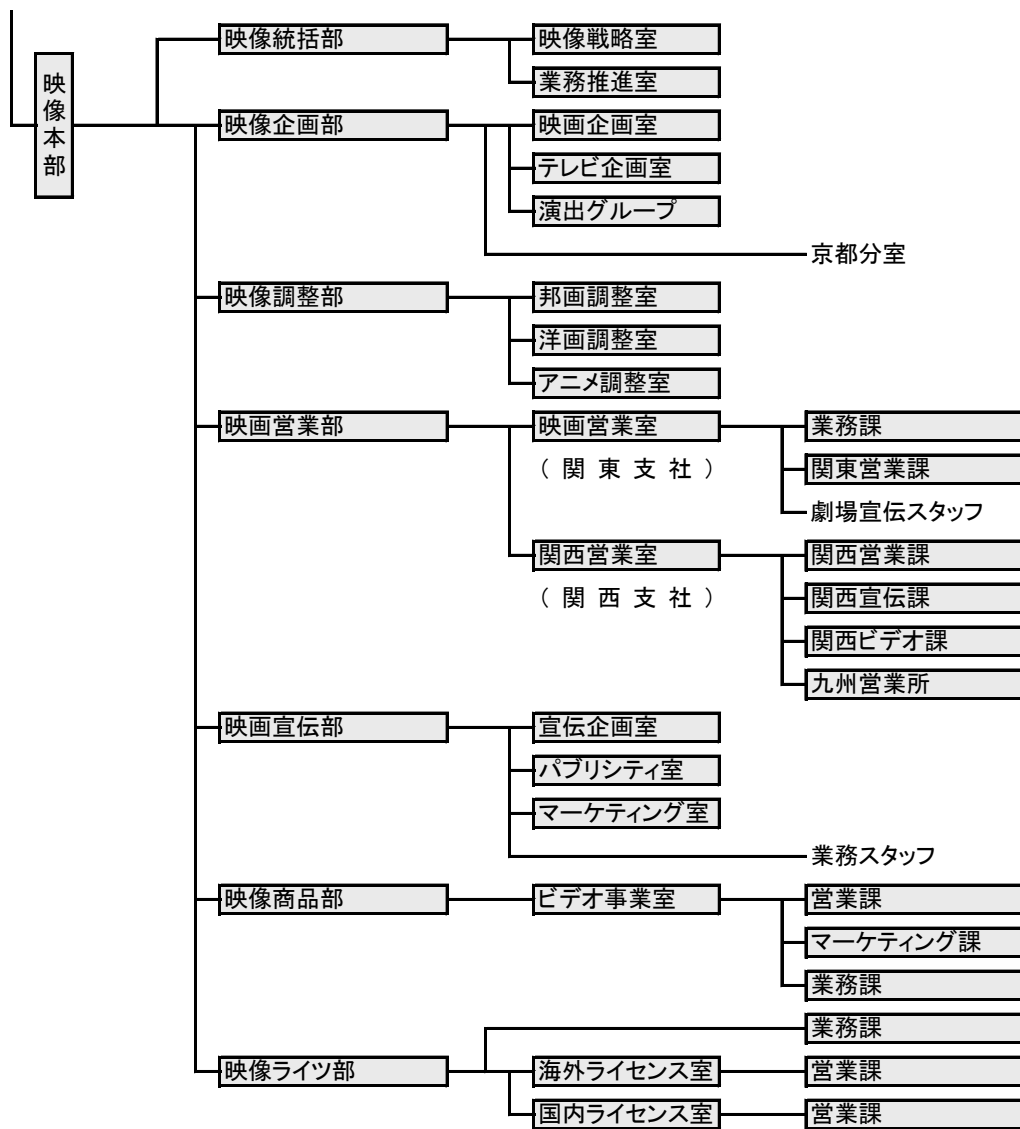 映像本部
映像統括部
映像戦略室
業務推進室
映像企画部
映画企画室
テレビ企画室
演出グループ
京都分室
映像調整部
邦画調整室
洋画調整室
アニメ調整室
映画営業部
映画営業室
業務課
(関東支社)
関東営業課
劇場宣伝スタッフ
関西営業室
関西営業課
(関西支社)
関西宣伝課
関西ビデオ課
九州営業所
映画宣伝部
宣伝企画室
パブリシティ室
マーケティング室
業務スタッフ
映像商品部
ビデオ事業室
営業課
マーケティング課
業務課
業務課
映像ライツ部
海外ライセンス室
営業課
国内ライセンス室
営業課